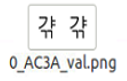 갺 갺
0_AC3A_val.png